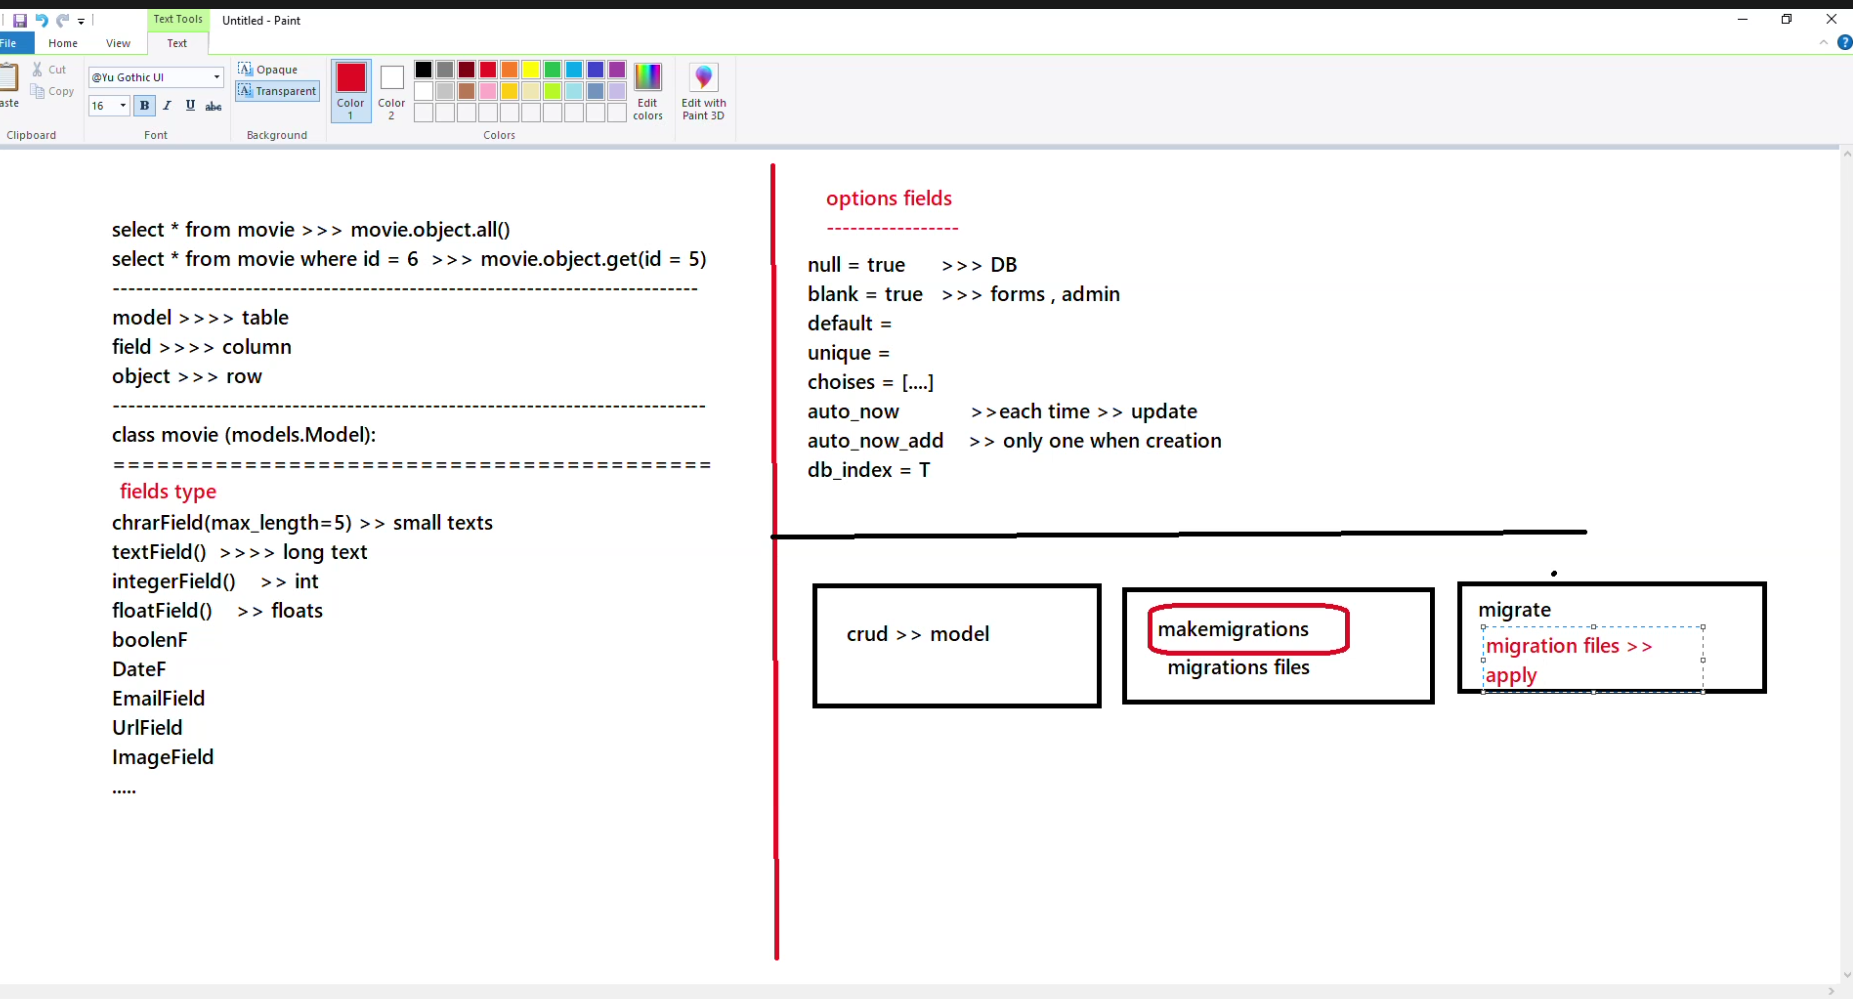 Text Tools
Untitled - Paint
File
Home
View
Text
Cut
Copy
aste
Clipboard
@Yu Gothic UI
16
B I U abc
Font
Opaque
Transparent
Background
Color 1
Color 2
Edit colors
Colors
Edit with Paint 3D
select * from movie >>> movie.object.all()
select * from movie where id = 6 >>> movie.object.get(id = 5)
---------------------------------------------------------------------------
model >>>> table
field >>>> column
object >>> row
----------------------------------------------------------------------------
class movie (models.Model):
=========================================
fields type
chrarField(max_length=5) >> small texts
textField() >>>> long text
integerField() >> int
floatField() >> floats
boolenF
DateF
EmailField
UrlField
ImageField
.....
options fields
-----------------
null = true >>> DB
blank = true >>> forms , admin
default =
unique =
choises = [....]
auto_now >>each time >> update
auto_now_add >> only one when creation
db_index = T
crud >> model
makemigrations
migrations files
migrate
migration files >>
apply